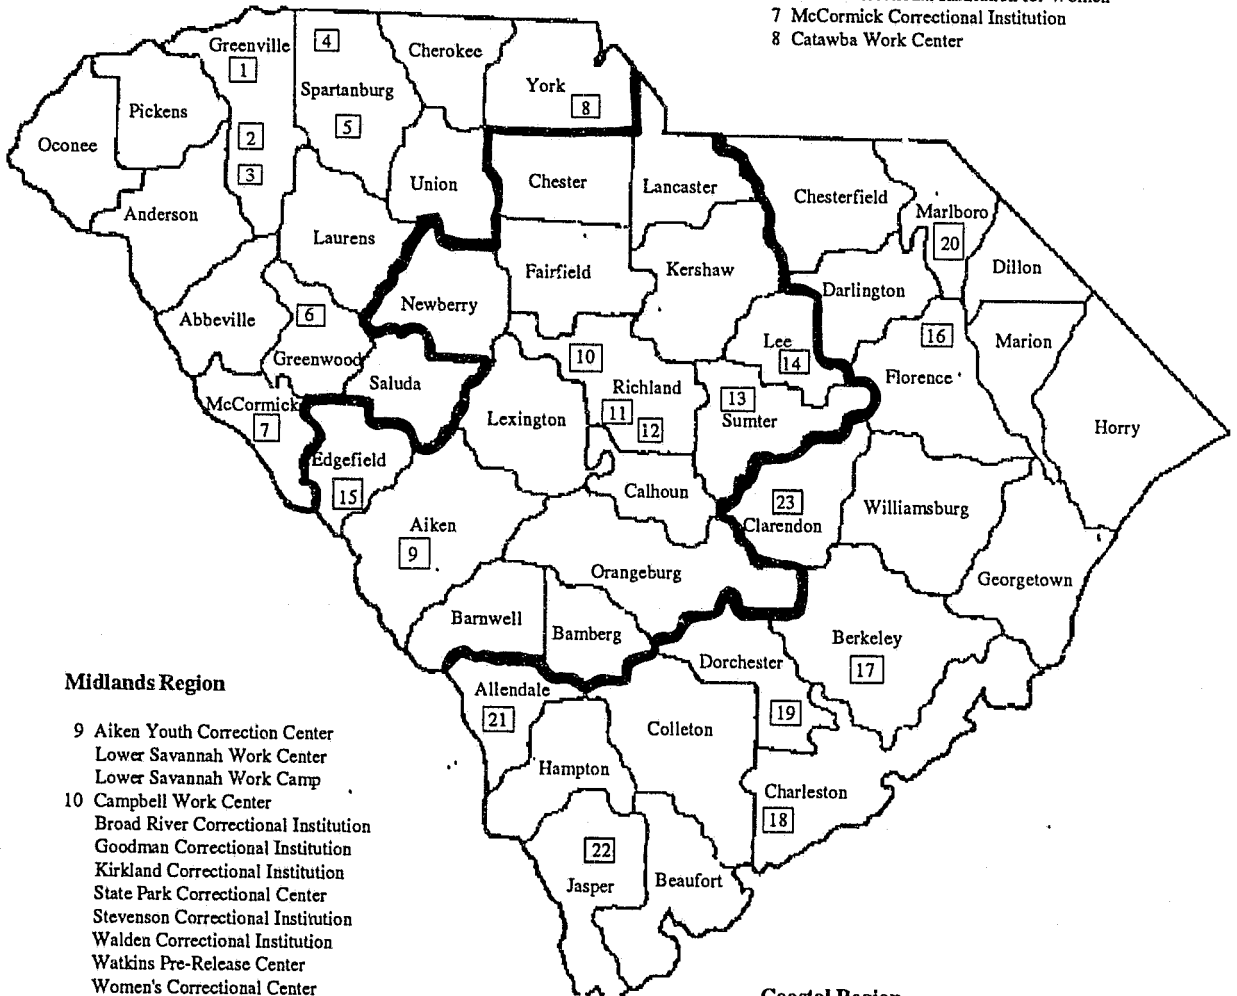 Women
7 McCormick Correctional Institution
8 Catawba Work Center
Greenville
1
4
Cherokee
Spartanburg
York
8
Pickens
5
2
Oconee
3
Union
Chester
Lancaster
Chesterfield
Anderson
Marlboro
20
Laurens
Fairfield
Kershaw
Dillon
Darlington
Newberry
Abbeville
6
16
Greenwood
10
Lee
14
Marion
Saluda
Richland
Florence
McCormick
7
11
12
13
Sumter
Lexington
Horry
Edgefield
15
Calhoun
23
Clarendon
Williamsburg
Aiken
9
Orangeburg
Georgetown
Barnwell
Bamberg
Berkeley
17
Dorchester
Midlands Region
Allendale
21
19
Colleton
9 Aiken Youth Correction Center
Lower Savannah Work Center
Lower Savannah Work Camp
Hampton
Charleston
18
10 Campbell Work Center
Broad River Correctional Institution
Goodman Correctional Institution
Kirkland Correctional Institution
State Park Correctional Center
Stevenson Correctional Institution
Walden Correctional Institution
Watkins Pre-Release Center
Women's Correctional Center
22
Jasper
Beaufort
Coastal Region